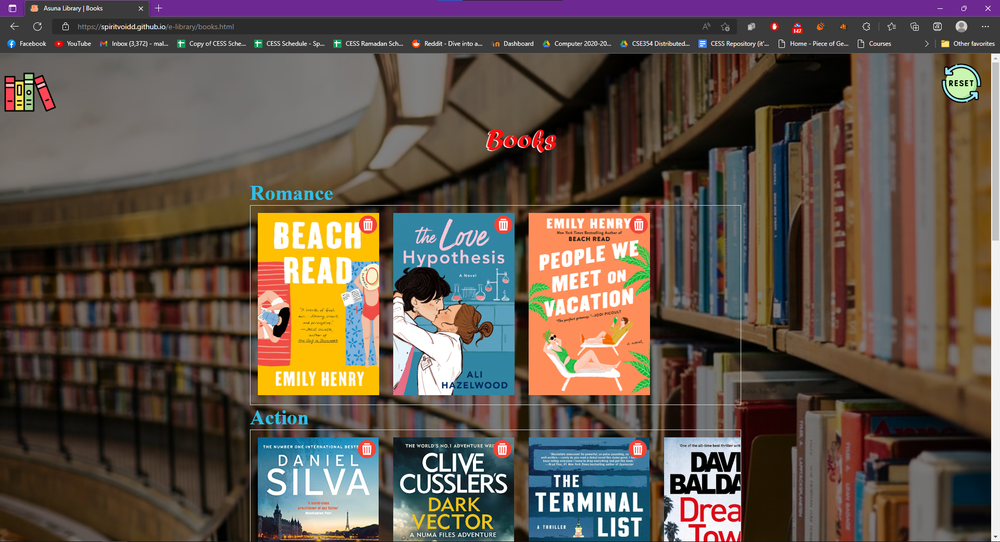 Asuna Library | Books
https://spiritvoidd.github.io/e-library/books.html
147
Facebook
YouTube
Inbox (3,372) - mal...
Copy of CESS Sche...
CESS Schedule - Sp...
CESS Ramadan Sch...
Reddit - Dive into a...
Dashboard
Computer 2020-20...
CSE354 Distributed...
CESS Repository (it'...
Home - Piece of Ge...
Courses
Other favorites
RESET
Books
Romance
BEACH
READ
A novel
"A breath of fresh
air... Strong, smart,
and perceptive."
—JOSIE SILVER,
author of
One Day in December
EMILY HENRY
the Love
Hypothesis
A Novel
ALI
HAZELWOOD
EMILY HENRY
New York Times Bestselling Author of
BEACH READ
PEOPLE WE
MEET ON
VACATION
"The perfect getaway."—JODI PICOULT
a novel
Action
THE NUMBER ONE INTERNATIONAL BESTS
DANIEL
SILVA
'A world-class
practitioner of spy fiction'
Washington Post
THE WORLD'S NO.1 ADVENTURE WRI
CLIVE
CUSSLER'S
DARK
VECTOR
A NUMA FILES ADVENTURE
"Absolutely awesome! So powerful, so pulse-pounding, so
well-written—rarely do you read a debut novel this damn good. I ha
been telling everyone I know to drop everything and get this book."
—Brad Thor, #1 New York Times bestselling author of Spymaster
THE
TERMINAL
LIST
A THRILLER
'One of the all-time best thriller writ
DAVI
BALDA
Drea
Tow